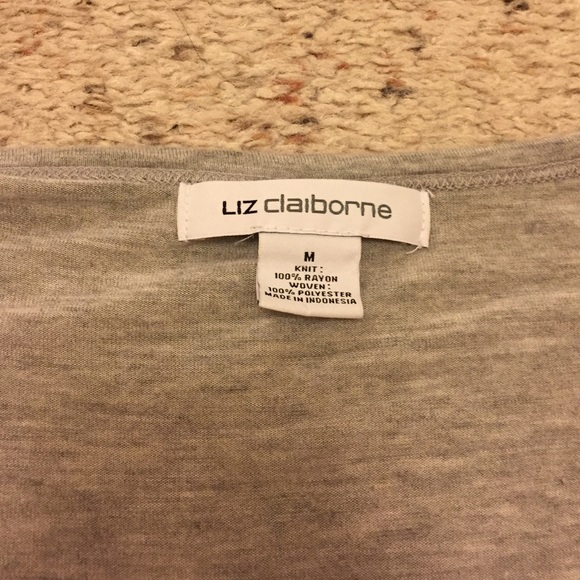 LIZ claiborne
M
KNIT:
100% RAYON
WOVEN:
100% POLYESTER
MADE IN INDONESIA